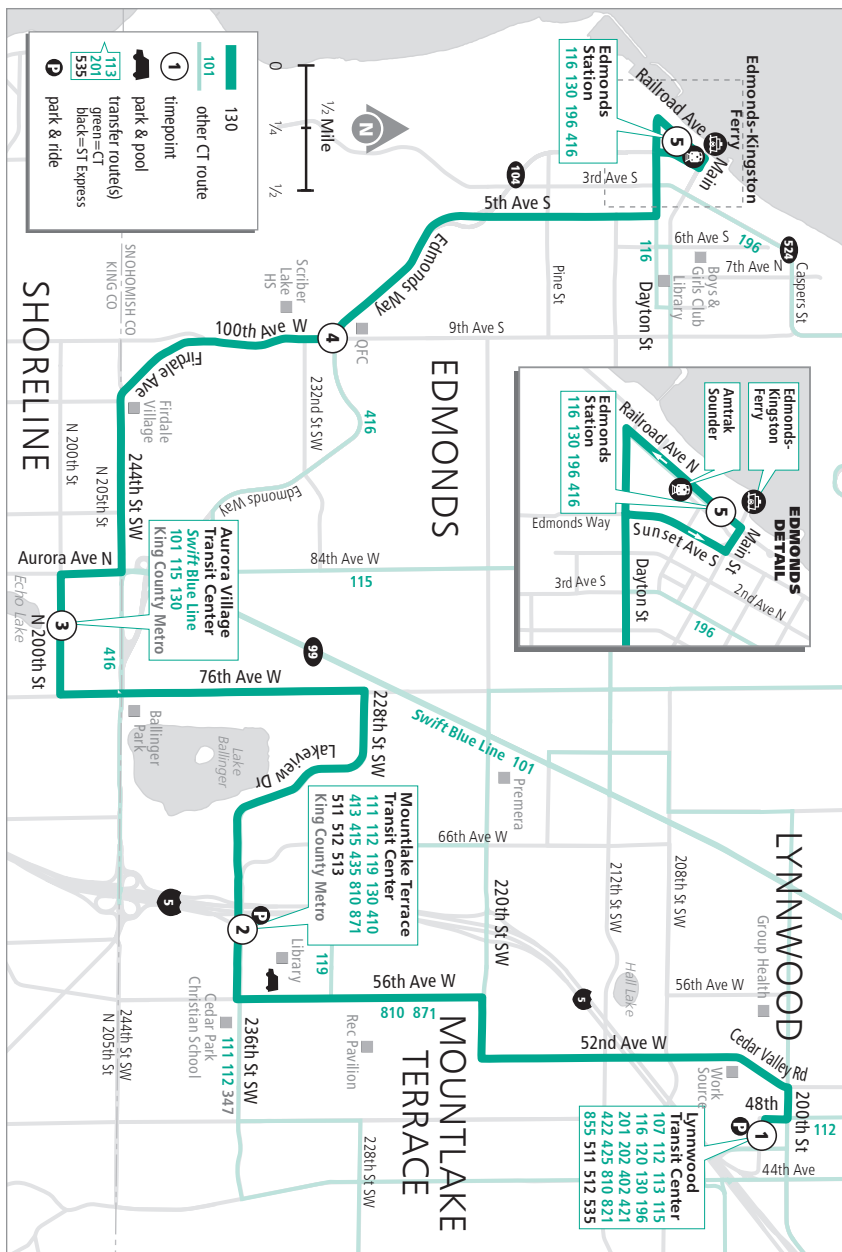 130
101
other CT route
1
timepoint
park & pool
113
201
535
transfer route(s)
green=CT
black=ST Express
P
park & ride
0
1/4
1/2
½ Mile
N
Edmonds-Kingston
Ferry
Railroad Ave
Main
5
Edmonds
Station
116 130 196 416
104
3rd Ave S
5th Ave S
Edmonds Way
116
196
524
6th Ave S
7th Ave N
Caspers St
Boys &
Girls Club
Library
Dayton St
Pine St
9th Ave S
QFC
4
Scriber
Lake
HS
100th Ave W
232nd St SW
416
Edmonds Way
Firdale Ave
Firdale
Village
SNOHOMISH CO
KING CO
SHORELINE
EDMONDS
N 200th St
N 205th St
244th St SW
Aurora Ave N
84th Ave W
115
EDMONDS
DETAIL
Edmonds-
Kingston
Ferry
Amtrak
Sounder
Edmonds
Station
116 130 196 416
Railroad Ave N
5
Main St
Sunset Ave S
Edmonds Way
3rd Ave S
2nd Ave N
Dayton St
196
Aurora Village
Transit Center
Swift Blue Line
101 115 130
King County Metro
Echo Lake
3
N 200th St
416
99
76th Ave W
Ballinger
Park
Lake
Ballinger
228th St SW
Lakeview Dr
Swift Blue Line 101
Premera
66th Ave W
Mountlake Terrace
Transit Center
111 112 119 130 410
413 415 435 810 871
511 512 513
King County Metro
5
P
2
Library
119
56th Ave W
810 871
220th St SW
212th St SW
208th St SW
Hall Lake
5
LYNNWOOD
Group Health
56th Ave W
52nd Ave W
Cedar Valley Rd
Work
Source
48th
200th St
112
P
1
44th Ave
Lynnwood
Transit Center
107 112 113 115
116 120 130 196
201 202 402 421
422 425 810 821
855 511 512 535
MOUNTLAKE
TERRACE
Rec Pavilion
Cedar Park
Christian School
111 112 347
236th St SW
244th St SW
N 205th St
228th St SW